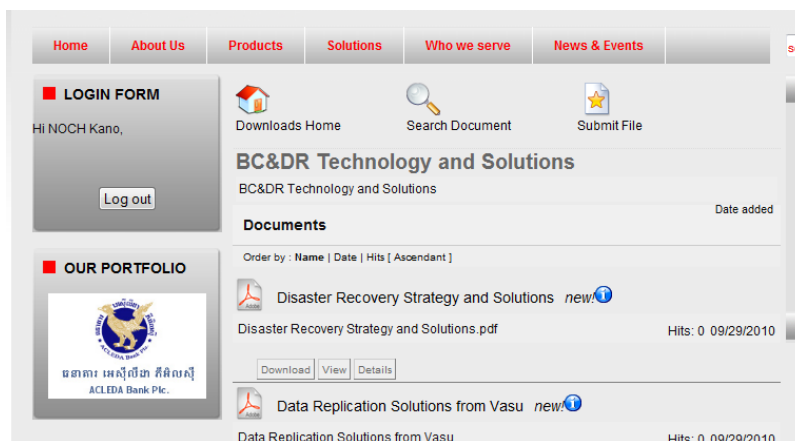 Home About Us Products Solutions Who we serve News & Events
LOGIN FORM
Hi NOCH Kano,
Log out
OUR PORTFOLIO
ACLEDA Bank Plc.
ធនាគារ អេស៊ីលីដា ភីអិលស៊ី
ACLEDA Bank Plc.
Downloads Home Search Document Submit File
BC&DR Technology and Solutions
BC&DR Technology and Solutions
Date added
Documents
Order by : Name | Date | Hits [ Ascendant ]
Adobe
Disaster Recovery Strategy and Solutions new!
Disaster Recovery Strategy and Solutions.pdf Hits: 0 09/29/2010
Download View Details
Adobe
Data Replication Solutions from Vasu new!
Data Replication Solutions from Vasu Hits: 0 09/29/2010